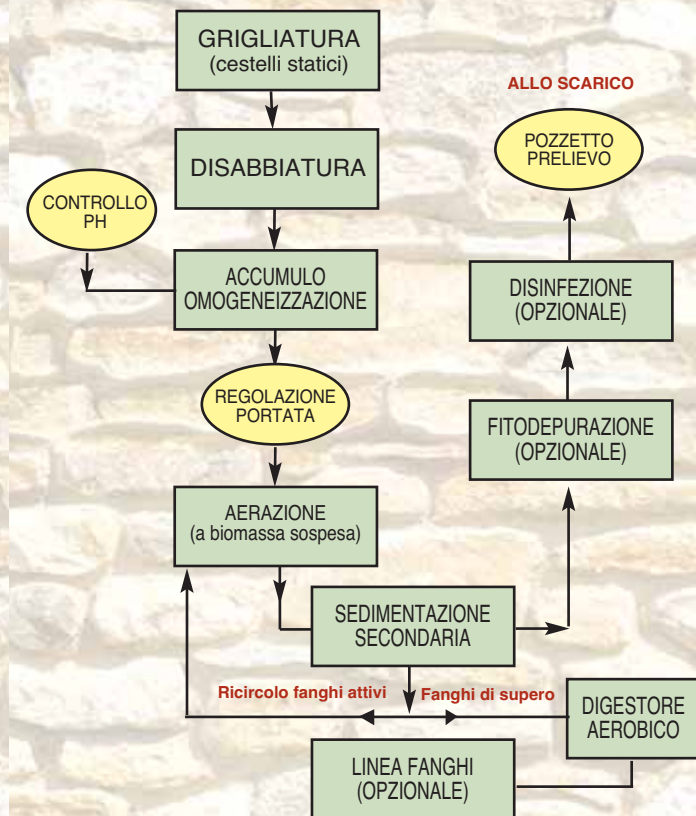 GRIGLIATURA
(cestelli statici)
DISABBIATURA
CONTROLLO
PH
ACCUMULO
OMOGENEIZZAZIONE
REGOLAZIONE
PORTATA
AERAZIONE
(a biomassa sospesa)
SEDIMENTAZIONE
SECONDARIA
Ricircolo fanghi attivi
Fanghi di supero
DIGESTORE
AEROBICO
LINEA FANGHI
(OPZIONALE)
FITODEPURAZIONE
(OPZIONALE)
DISINFEZIONE
(OPZIONALE)
POZZETTO
PRELIEVO
ALLO SCARICO